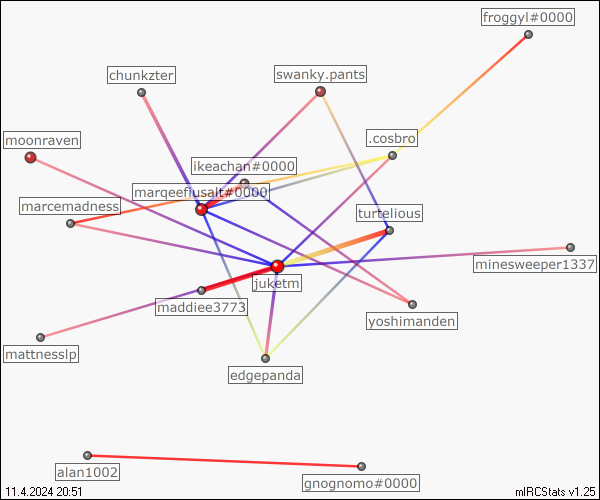 froggyl#0000
chunkzter
swanky.pants
.cosbro
moonraven
ikeachan#0000
marqeeflusalt#0000
marcemadness
turtelious
minesweeper1337
juketm
maddiee3773
yoshimanden
mattnesslp
edgepanda
alan1002
gnognomo#0000
11.4.2024 20:51
mIRCStats v1.25